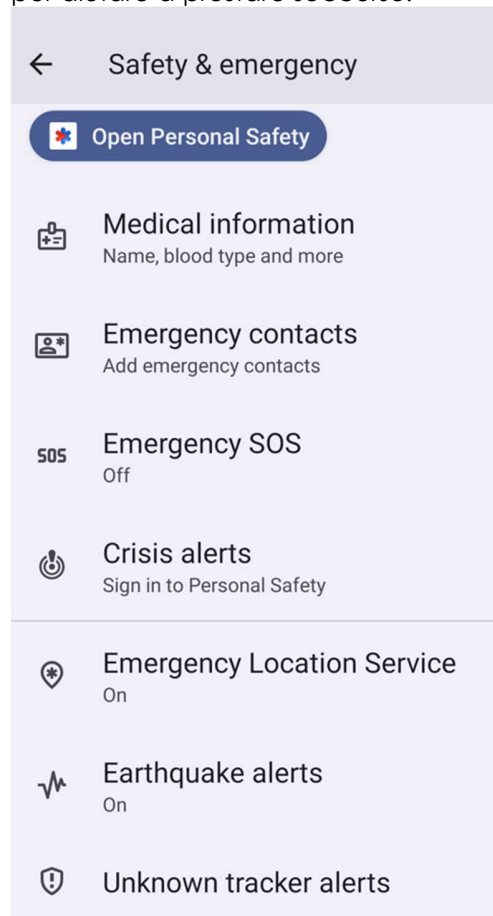 Safety & emergency
Open Personal Safety
Medical information
Name, blood type and more
Emergency contacts
Add emergency contacts
SOS
Emergency SOS
Off
Crisis alerts
Sign in to Personal Safety
Emergency Location Service
On
Earthquake alerts
On
Unknown tracker alerts